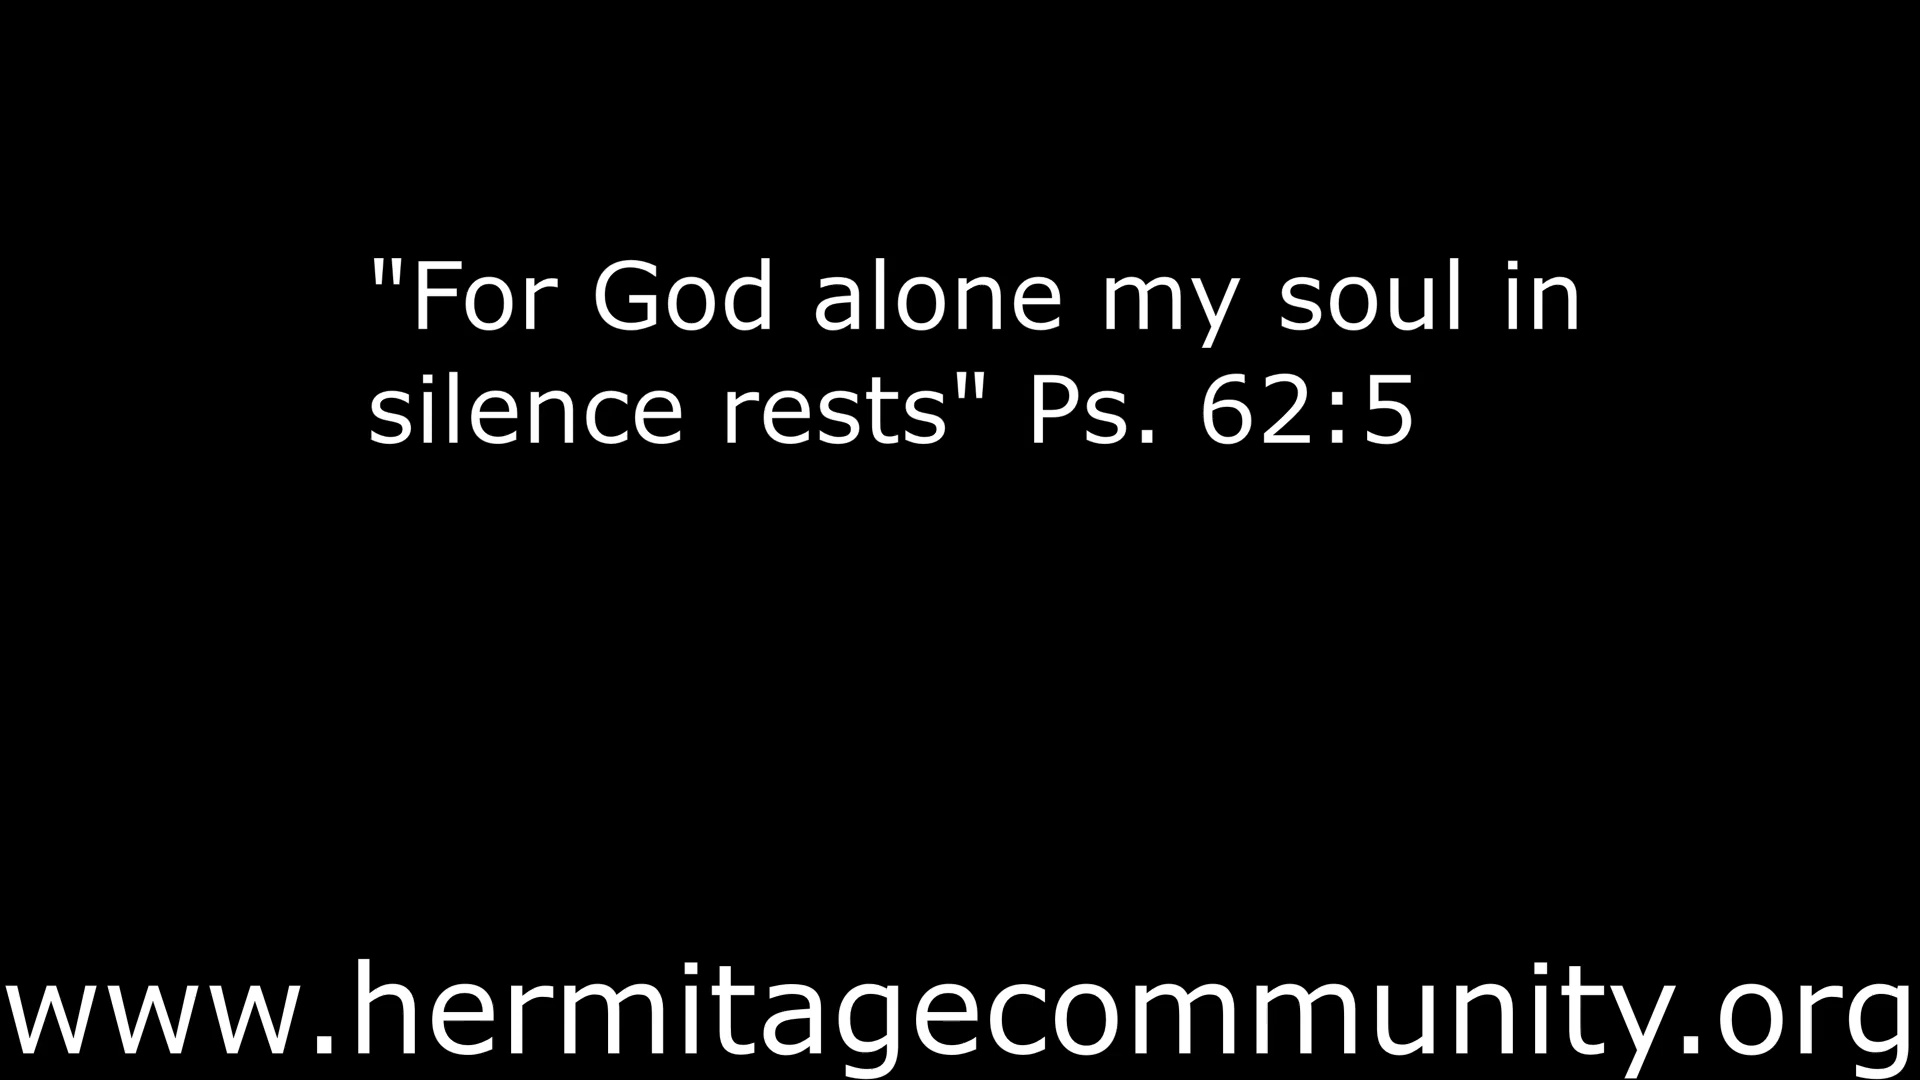 "For God alone my soul in
silence rests" Ps. 62:5
www.hermitagecommunity.org